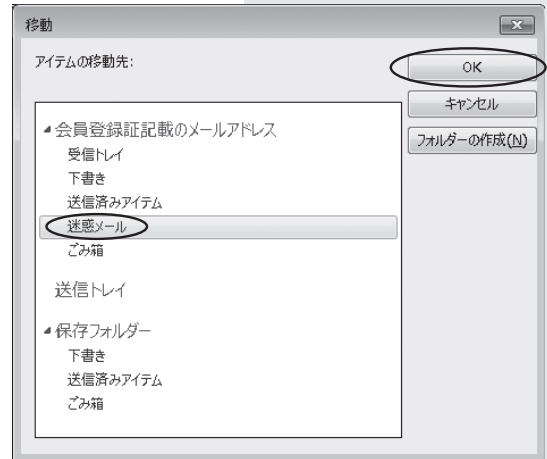 移動
アイテムの移動先:
OK
キャンセル
フォルダーの作成(N)
会員登録証記載のメールアドレス
受信トレイ
下書き
送信済みアイテム
迷惑メール
ごみ箱
送信トレイ
保存フォルダー
下書き
送信済みアイテム
ごみ箱